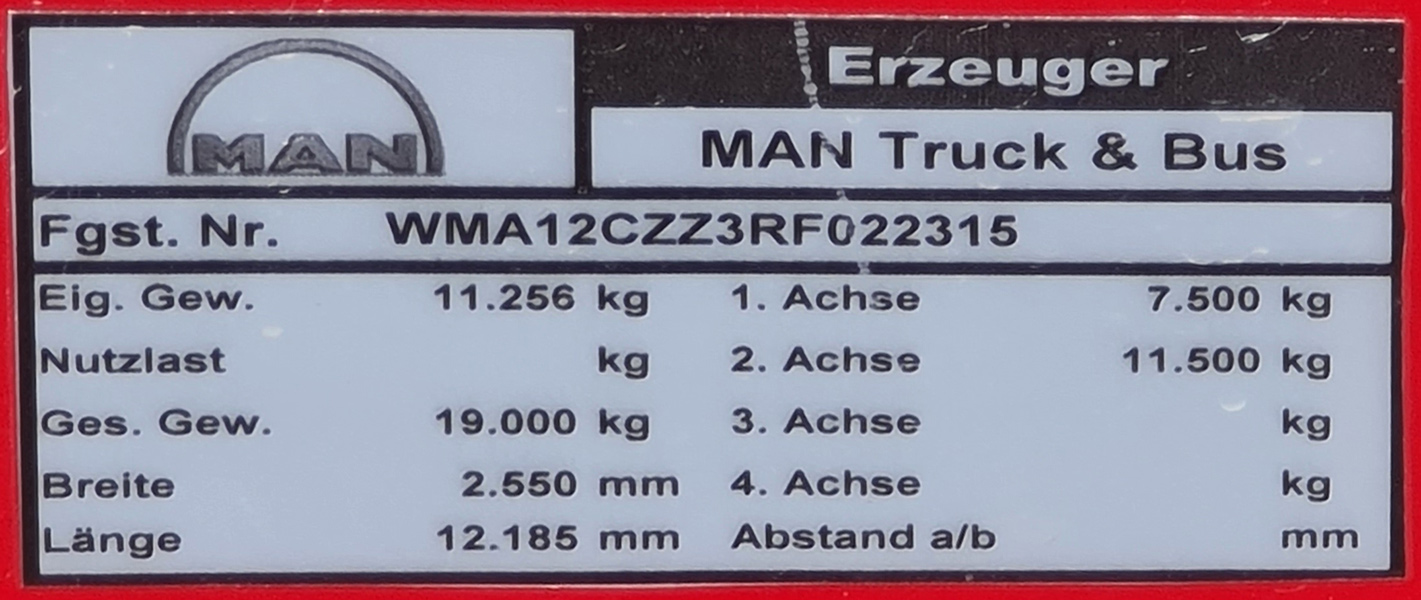 MAN
Erzeuger
MAN Truck & Bus
Fgst. Nr. WMA12CZZ3RF022315
Eig. Gew. 11.256 kg 1. Achse 7.500 kg
Nutzlast kg 2. Achse 11.500 kg
Ges. Gew. 19.000 kg 3. Achse kg
Breite 2.550 mm 4. Achse kg
Länge 12.185 mm Abstand a/b mm